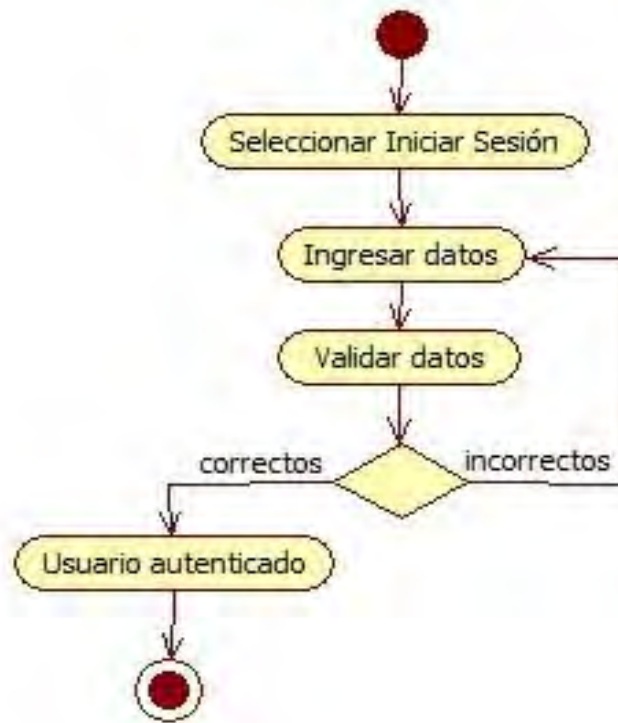 Seleccionar Iniciar Sesión
Ingresar datos
Validar datos
correctos
incorrectos
Usuario autenticado